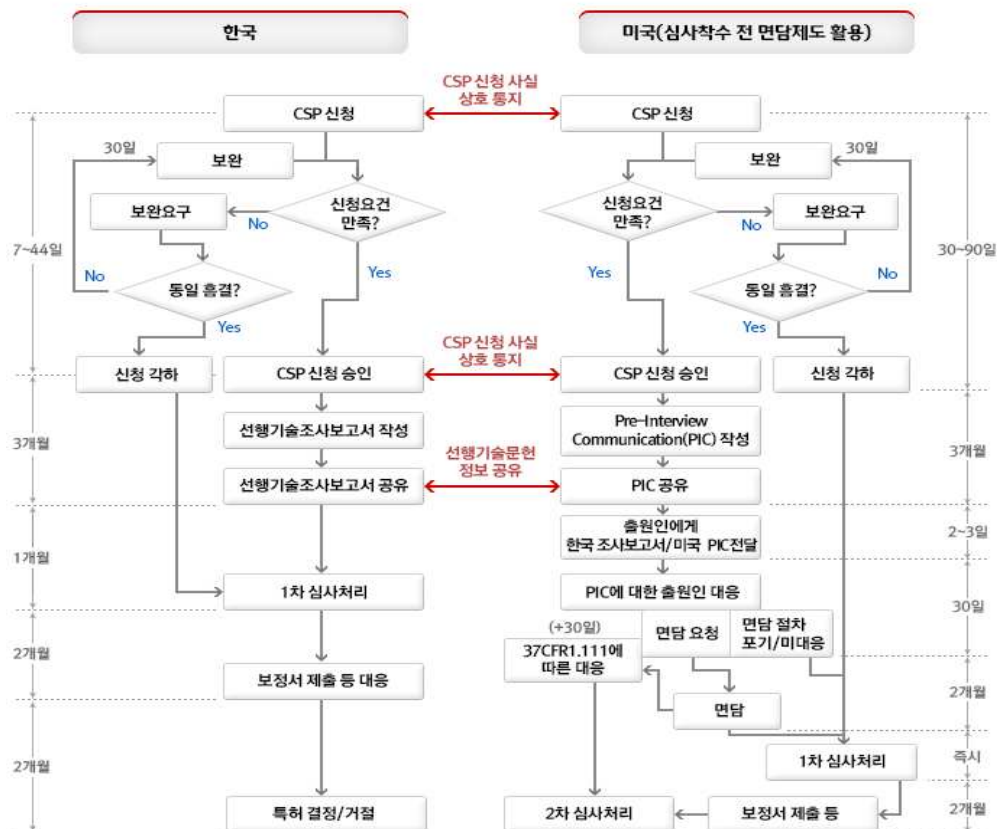 한국
미국(심사착수 전 면담제도 활용)
CSP 신청 사실
상호 통지
CSP 신청
CSP 신청
30일
보완
보완
30일
보완요구
신청요건
만족?
신청요건
만족?
보완요구
No
No
7~44일
30~90일
No
동일 흠결?
Yes
Yes
동일 흠결?
No
Yes
Yes
CSP 신청 사실
상호 통지
신청 각하
CSP 신청 승인
CSP 신청 승인
신청 각하
선행기술조사보고서 작성
Pre-Interview
Communication(PIC) 작성
3개월
3개월
선행기술문헌
정보 공유
선행기술조사보고서 공유
PIC 공유
출원인에게
한국 조사보고서/미국 PIC전달
2~3일
1개월
1차 심사처리
PIC에 대한 출원인 대응
30일
(+30일)
면담 요청
면담 절차
포기/미대응
37CFR1.111에
따른 대응
2개월
보정서 제출 등 대응
2개월
면담
1차 심사처리
즉시
2개월
특허 결정/거절
2차 심사처리
보정서 제출 등
2개월